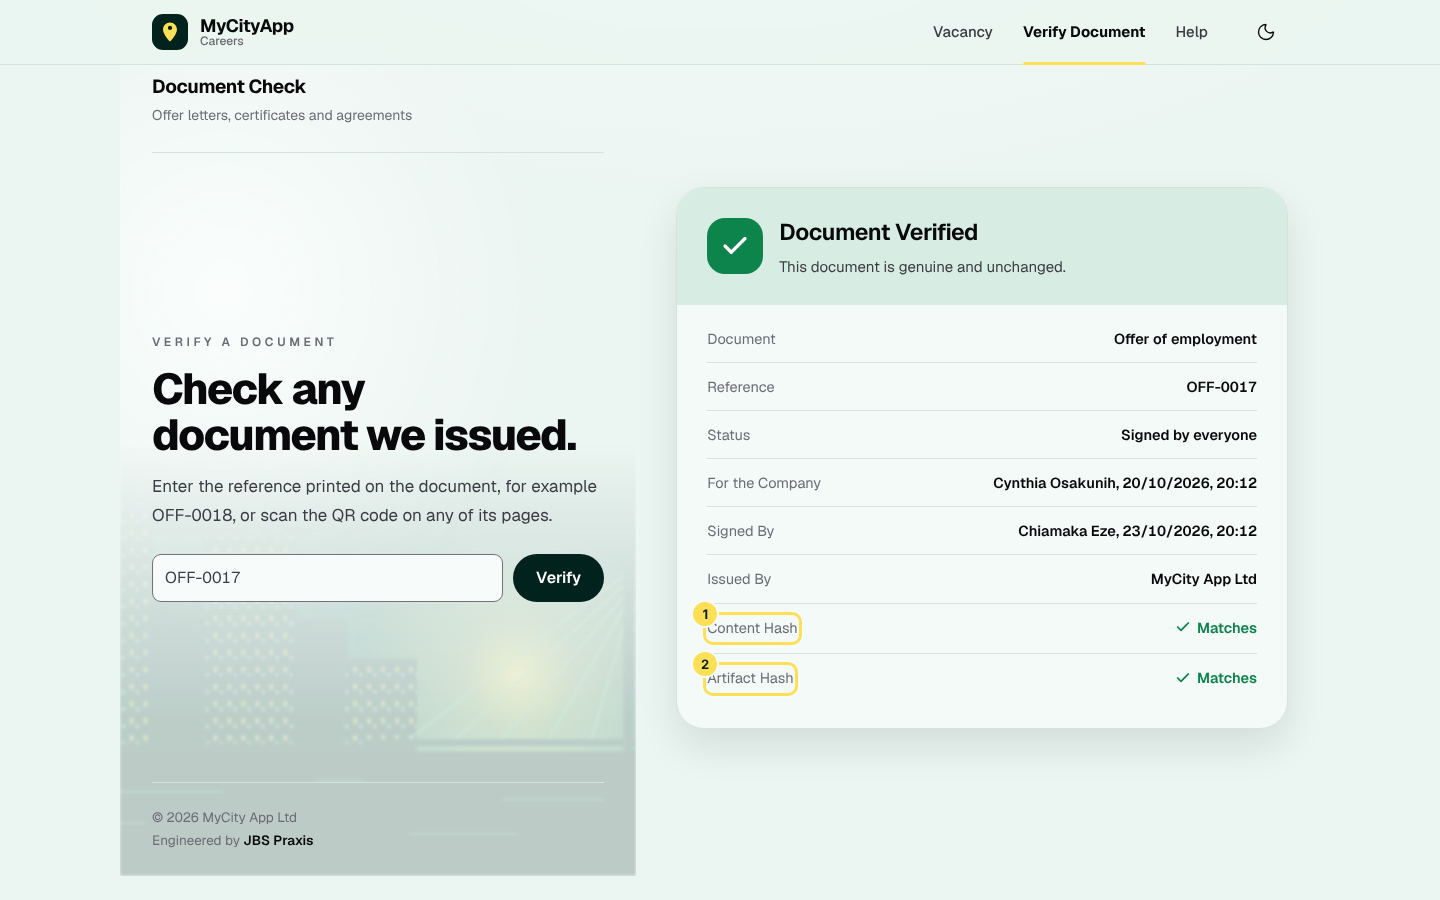 MyCityApp
Careers
Vacancy
Verify Document
Help
Document Check
Offer letters, certificates and agreements
VERIFY A DOCUMENT
Check any
document we issued.
Enter the reference printed on the document, for example
OFF-0018, or scan the QR code on any of its pages.
OFF-0017
Verify
© 2026 MyCity App Ltd
Engineered by JBS Praxis
Document Verified
This document is genuine and unchanged.
Document Offer of employment
Reference OFF-0017
Status Signed by everyone
For the Company Cynthia Osakunih, 20/10/2026, 20:12
Signed By Chiamaka Eze, 23/10/2026, 20:12
Issued By MyCity App Ltd
1
Content Hash Matches
2
Artifact Hash Matches